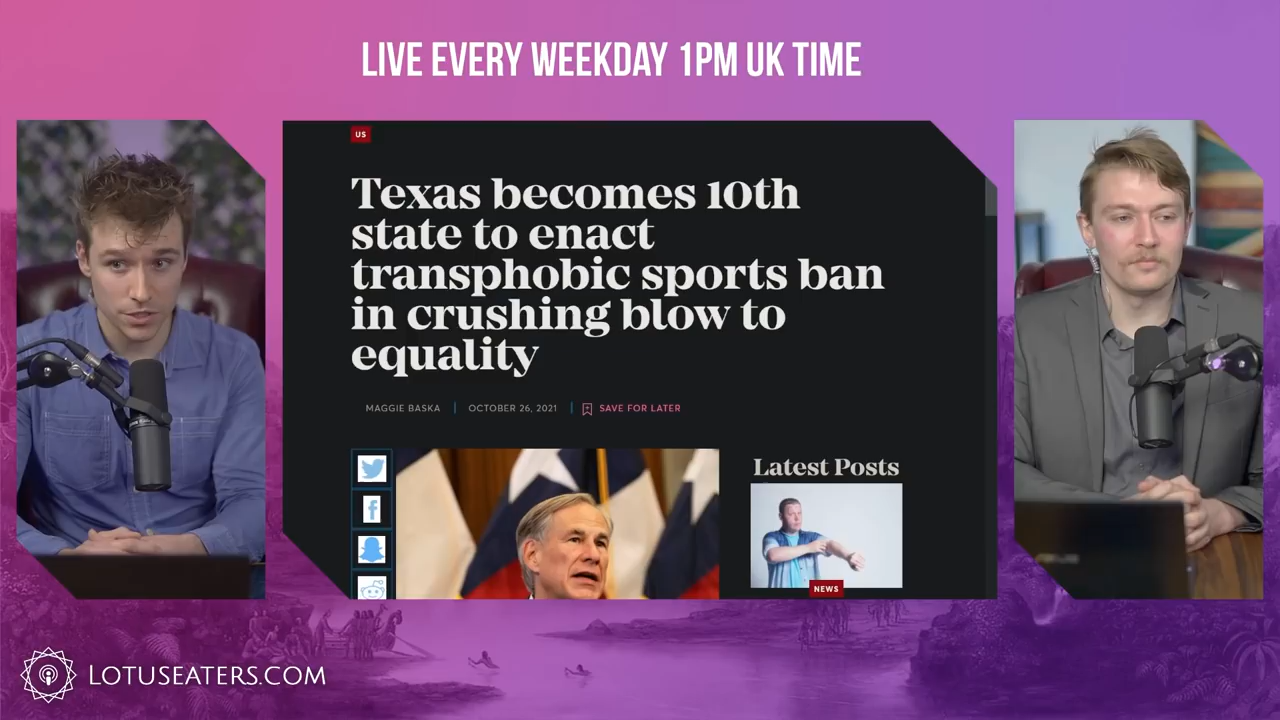 LIVE EVERY WEEKDAY 1PM UK TIME
US
Texas becomes 10th
state to enact
transphobic sports ban
in crushing blow to
equality
MAGGIE BASKA | OCTOBER 26, 2021 | SAVE FOR LATER
Latest Posts
NEWS
LOTUSEATERS.COM